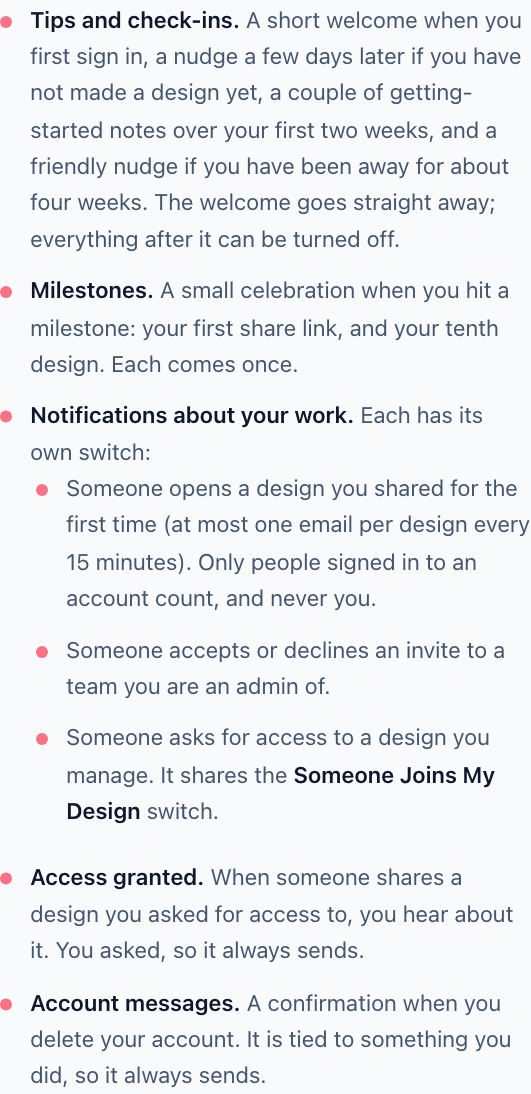 Tips and check-ins. A short welcome when you
first sign in, a nudge a few days later if you have
not made a design yet, a couple of getting-
started notes over your first two weeks, and a
friendly nudge if you have been away for about
four weeks. The welcome goes straight away;
everything after it can be turned off.
Milestones. A small celebration when you hit a
milestone: your first share link, and your tenth
design. Each comes once.
Notifications about your work. Each has its
own switch:
Someone opens a design you shared for the
first time (at most one email per design every
15 minutes). Only people signed in to an
account count, and never you.
Someone accepts or declines an invite to a
team you are an admin of.
Someone asks for access to a design you
manage. It shares the Someone Joins My
Design switch.
Access granted. When someone shares a
design you asked for access to, you hear about
it. You asked, so it always sends.
Account messages. A confirmation when you
delete your account. It is tied to something you
did, so it always sends.